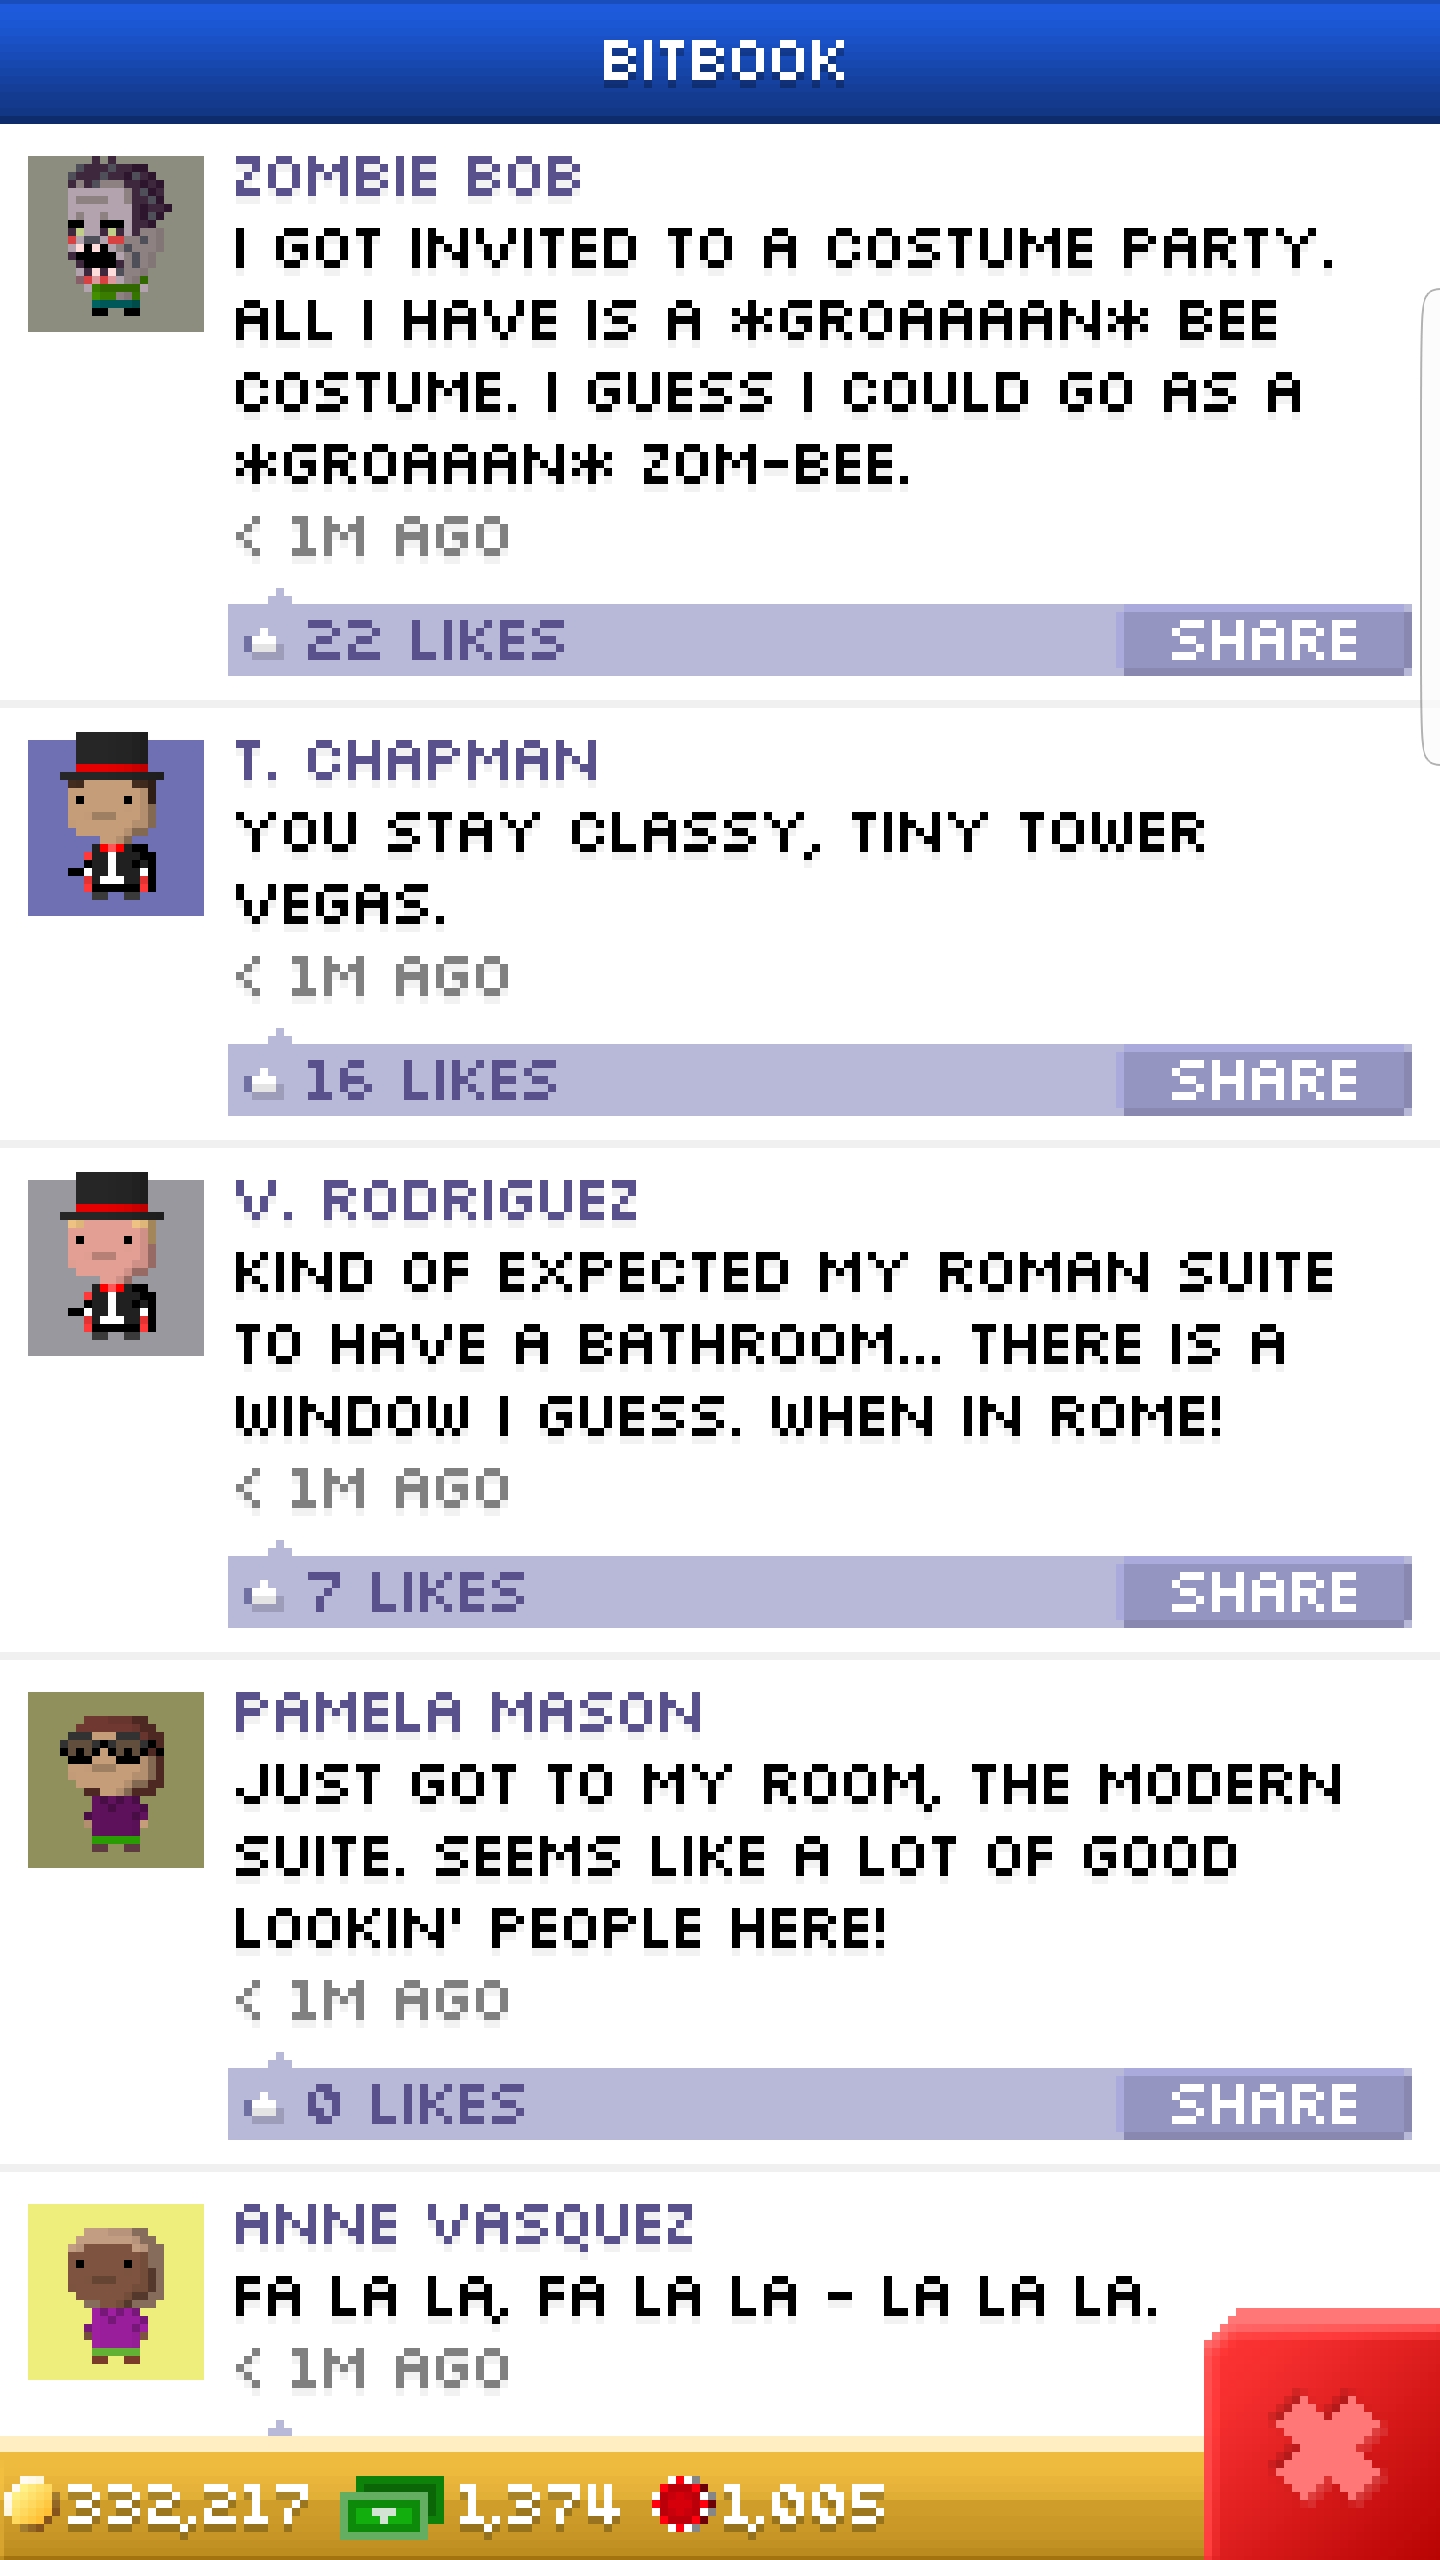 BITBOOK
ZOMBIE BOB
I GOT INVITED TO A COSTUME PARTY.
ALL I HAVE IS A *GROAAAAN* BEE
COSTUME. I GUESS I COULD GO AS A
*GROAAAN* ZOM-BEE.
< 1M AGO
22 LIKES SHARE
T. CHAPMAN
YOU STAY CLASSY, TINY TOWER
VEGAS.
< 1M AGO
16 LIKES SHARE
V. RODRIGUEZ
KIND OF EXPECTED MY ROMAN SUITE
TO HAVE A BATHROOM... THERE IS A
WINDOW I GUESS. WHEN IN ROME!
< 1M AGO
7 LIKES SHARE
PAMELA MASON
JUST GOT TO MY ROOM, THE MODERN
SUITE. SEEMS LIKE A LOT OF GOOD
LOOKIN' PEOPLE HERE!
< 1M AGO
0 LIKES SHARE
ANNE VASQUEZ
FA LA LA, FA LA LA - LA LA LA.
< 1M AGO
332,217 1,374 1,005